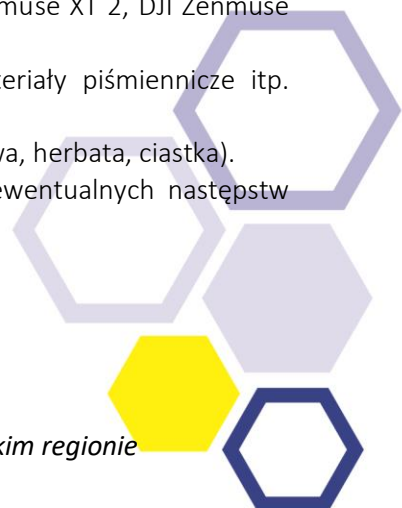 muse XT 2, DJI Zenmuse
teriały piśmiennicze itp.
wa, herbata, ciastka).
ewentualnych następstw
kim regionie